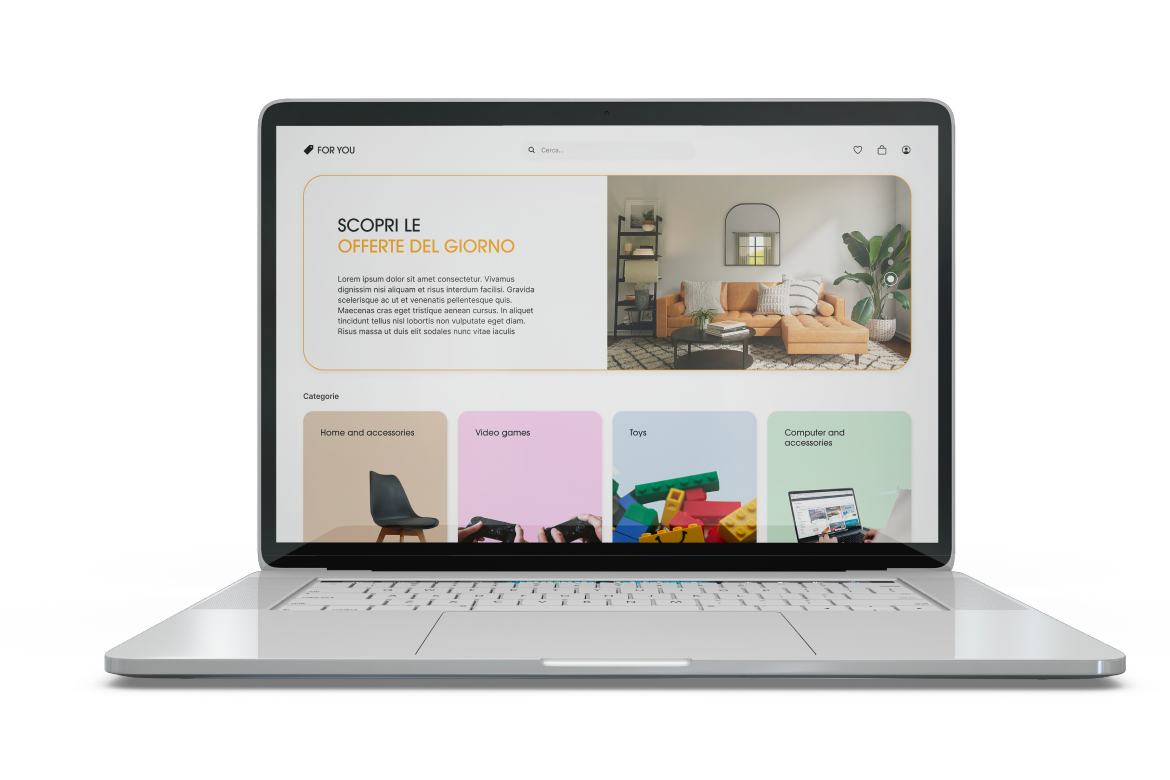 FOR YOU
Cerca...
SCOPRI LE
OFFERTE DEL GIORNO
Lorem ipsum dolor sit amet consectetur. Vivamus
dignissim nisi aliquam et risus interdum facilisi. Gravida
scelerisque ac ut et venenatis pellentesque quis.
Maecenas cras eget tristique aenean cursus. In aliquet
tincidunt tellus nisl lobortis non vulputate eget diam.
Risus massa ut duis elit sodales nunc vitae iaculis
Categorie
Home and accessories
Video games
Toys
Computer and
accessories